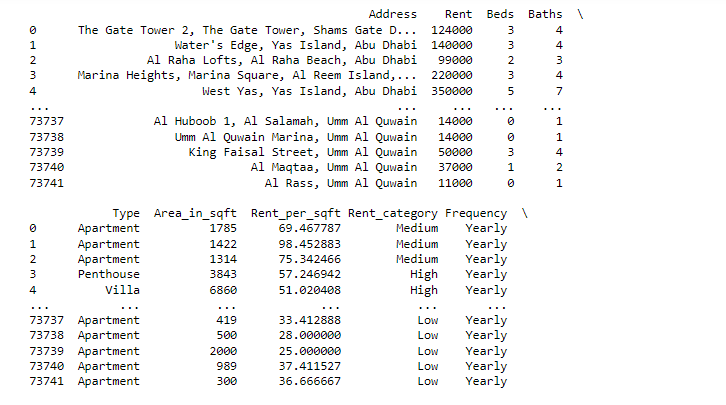 Address Rent Beds Baths \
0 The Gate Tower 2, The Gate Tower, Shams Gate D... 124000 3 4
1 Water's Edge, Yas Island, Abu Dhabi 140000 3 4
2 Al Raha Lofts, Al Raha Beach, Abu Dhabi 99000 2 3
3 Marina Heights, Marina Square, Al Reem Island,... 220000 3 4
4 West Yas, Yas Island, Abu Dhabi 350000 5 7
... ... ... ... ...
73737 Al Huboob 1, Al Salamah, Umm Al Quwain 14000 0 1
73738 Umm Al Quwain Marina, Umm Al Quwain 14000 0 1
73739 King Faisal Street, Umm Al Quwain 50000 3 4
73740 Al Maqtaa, Umm Al Quwain 37000 1 2
73741 Al Rass, Umm Al Quwain 11000 0 1
Type Area_in_sqft Rent_per_sqft Rent_category Frequency \
0 Apartment 1785 69.467787 Medium Yearly
1 Apartment 1422 98.452883 Medium Yearly
2 Apartment 1314 75.342466 Medium Yearly
3 Penthouse 3843 57.246942 High Yearly
4 Villa 6860 51.020408 High Yearly
... ... ... ... ... ...
73737 Apartment 419 33.412888 Low Yearly
73738 Apartment 500 28.000000 Low Yearly
73739 Apartment 2000 25.000000 Low Yearly
73740 Apartment 989 37.411527 Low Yearly
73741 Apartment 300 36.666667 Low Yearly